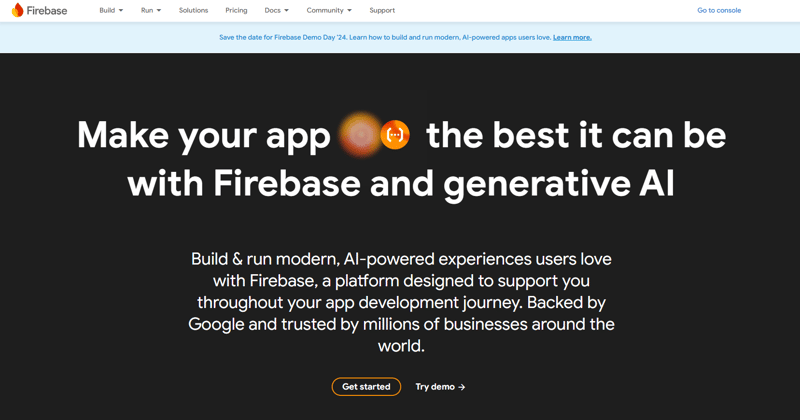 Firebase Build Run Solutions Pricing Docs Community Support Go to console
Save the date for Firebase Demo Day '24. Learn how to build and run modern, AI-powered apps users love. Learn more.
Make your app the best it can be
with Firebase and generative AI
Build & run modern, AI-powered experiences users love
with Firebase, a platform designed to support you
throughout your app development journey. Backed by
Google and trusted by millions of businesses around the
world.
Get started Try demo →